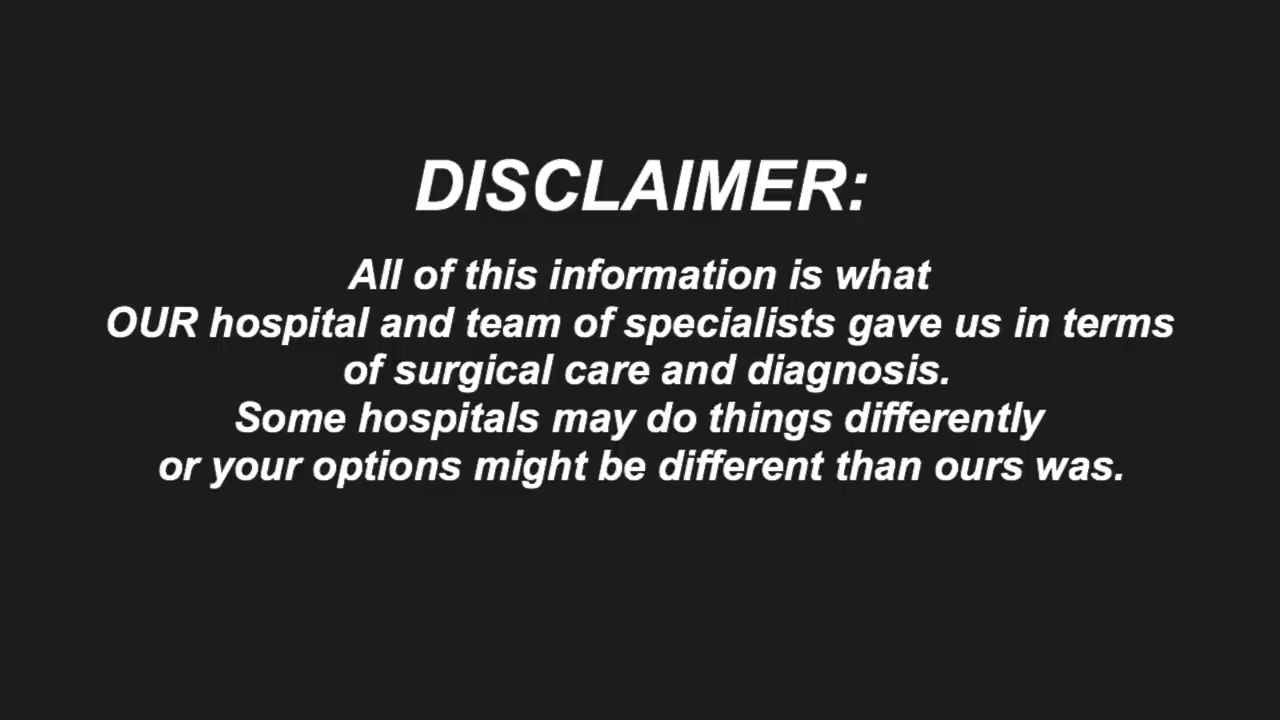 DISCLAIMER:
All of this information is what
OUR hospital and team of specialists gave us in terms
of surgical care and diagnosis.
Some hospitals may do things differently
or your options might be different than ours was.